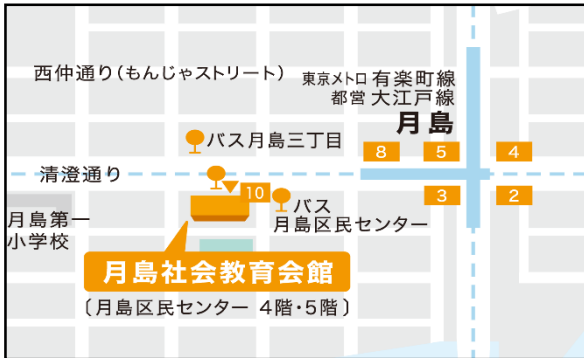 西仲通り(もんじゃストリート)
東京メトロ 有楽町線
都営 大江戸線
月島
バス月島三丁目
8
5
4
清澄通り
10
3
2
バス
月島区民センター
月島第一
小学校
月島社会教育会館
〔月島区民センター 4階・5階〕